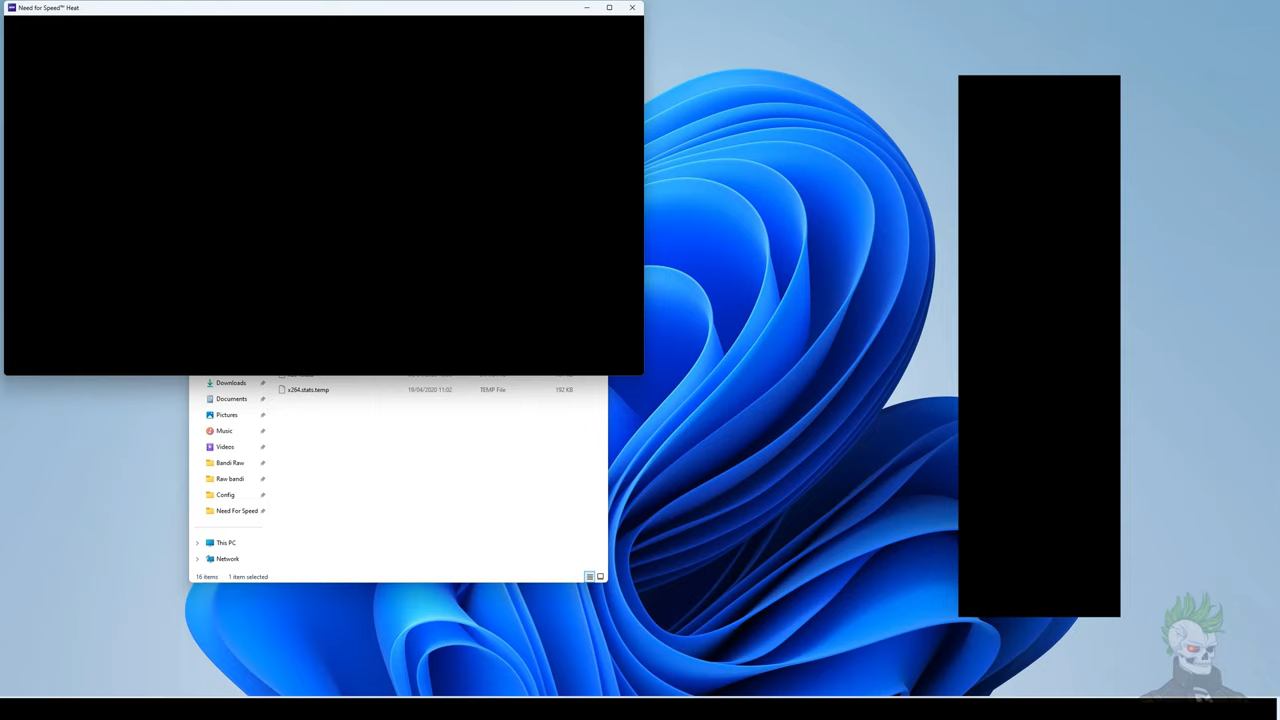 Need for Speed™ Heat
Downloads
x264.stats.temp 19/04/2020 11:02 TEMP File 192 KB
Documents
Pictures
Music
Videos
Bandi Raw
Raw bandi
Config
Need For Speed
This PC
Network
16 items 1 item selected